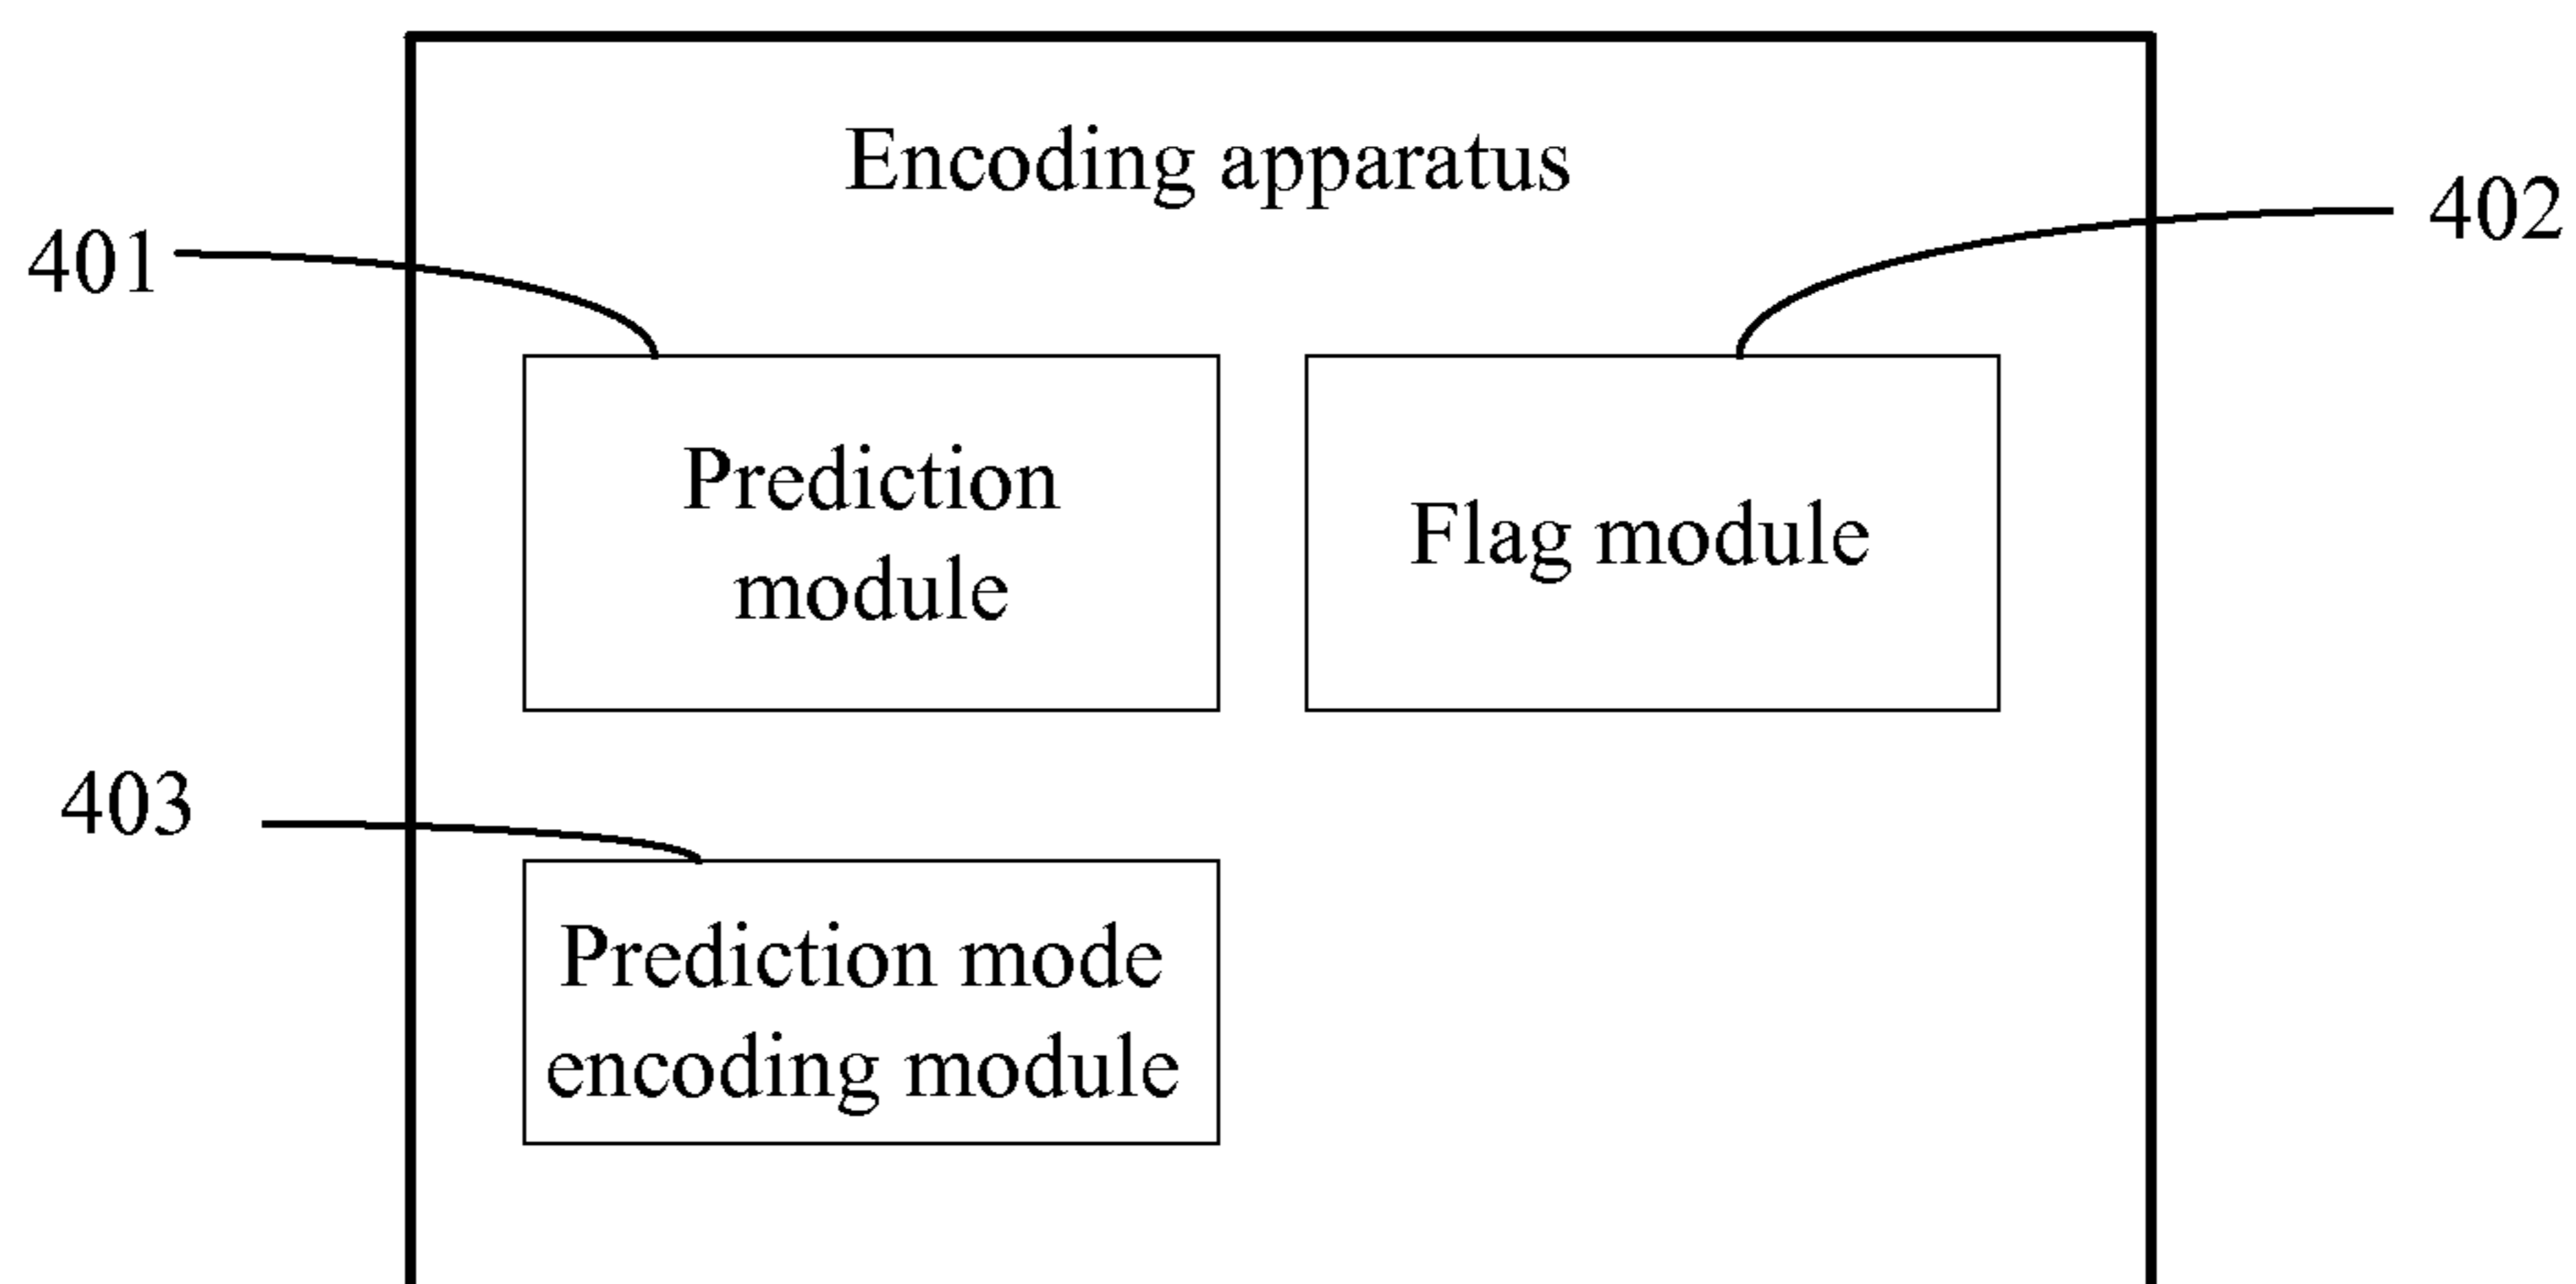 Encoding apparatus
401
402
Prediction
module
Flag module
403
Prediction mode
encoding module